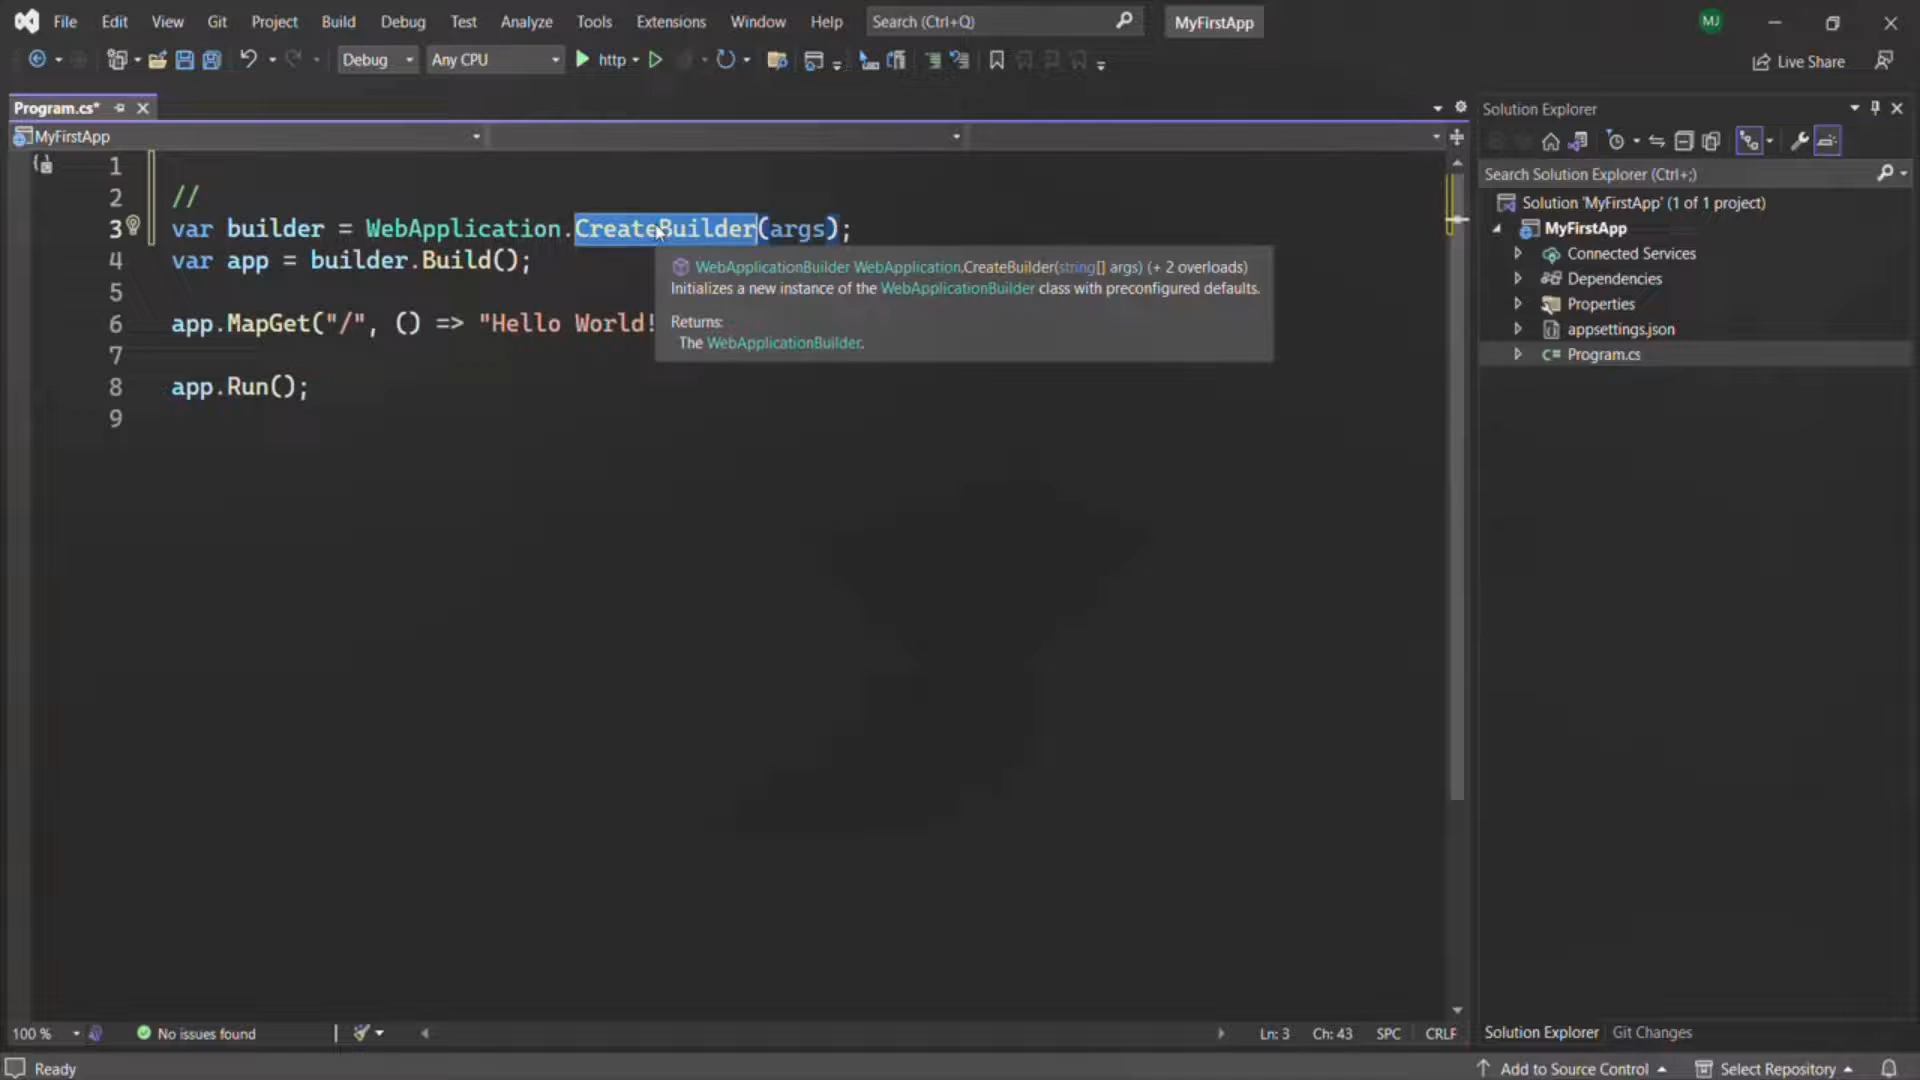 File Edit View Git Project Build Debug Test Analyze Tools Extensions Window Help Search (Ctrl+Q) MyFirstApp MJ
Debug Any CPU http Live Share
Program.cs*
MyFirstApp
1
2 //
3 var builder = WebApplication.CreateBuilder(args);
4 var app = builder.Build();
5
6 app.MapGet("/", () => "Hello World!
7
8 app.Run();
9
WebApplicationBuilder WebApplication.CreateBuilder(string[] args) (+ 2 overloads)
Initializes a new instance of the WebApplicationBuilder class with preconfigured defaults.
Returns:
The WebApplicationBuilder.
Solution Explorer
Search Solution Explorer (Ctrl+;)
Solution 'MyFirstApp' (1 of 1 project)
MyFirstApp
Connected Services
Dependencies
Properties
appsettings.json
C# Program.cs
100 % No issues found Ln: 3 Ch: 43 SPC CRLF
Solution Explorer Git Changes
Ready Add to Source Control Select Repository